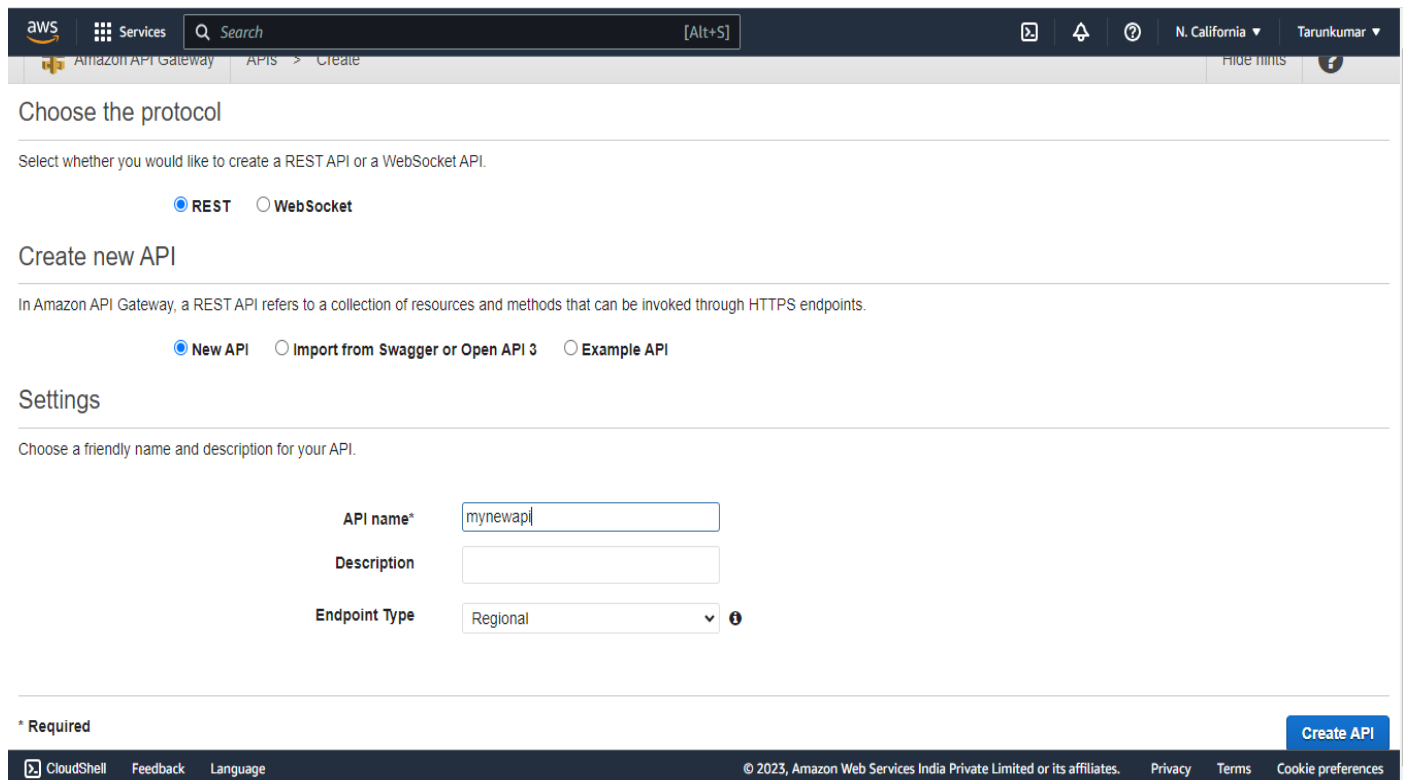 aws Services Search [Alt+S] N. California Tarunkumar
Amazon API Gateway APIs > Create Hide hints ?
Choose the protocol
Select whether you would like to create a REST API or a WebSocket API.
REST WebSocket
Create new API
In Amazon API Gateway, a REST API refers to a collection of resources and methods that can be invoked through HTTPS endpoints.
New API Import from Swagger or Open API 3 Example API
Settings
Choose a friendly name and description for your API.
API name* mynewapi
Description
Endpoint Type Regional
* Required
Create API
CloudShell Feedback Language © 2023, Amazon Web Services India Private Limited or its affiliates. Privacy Terms Cookie preferences